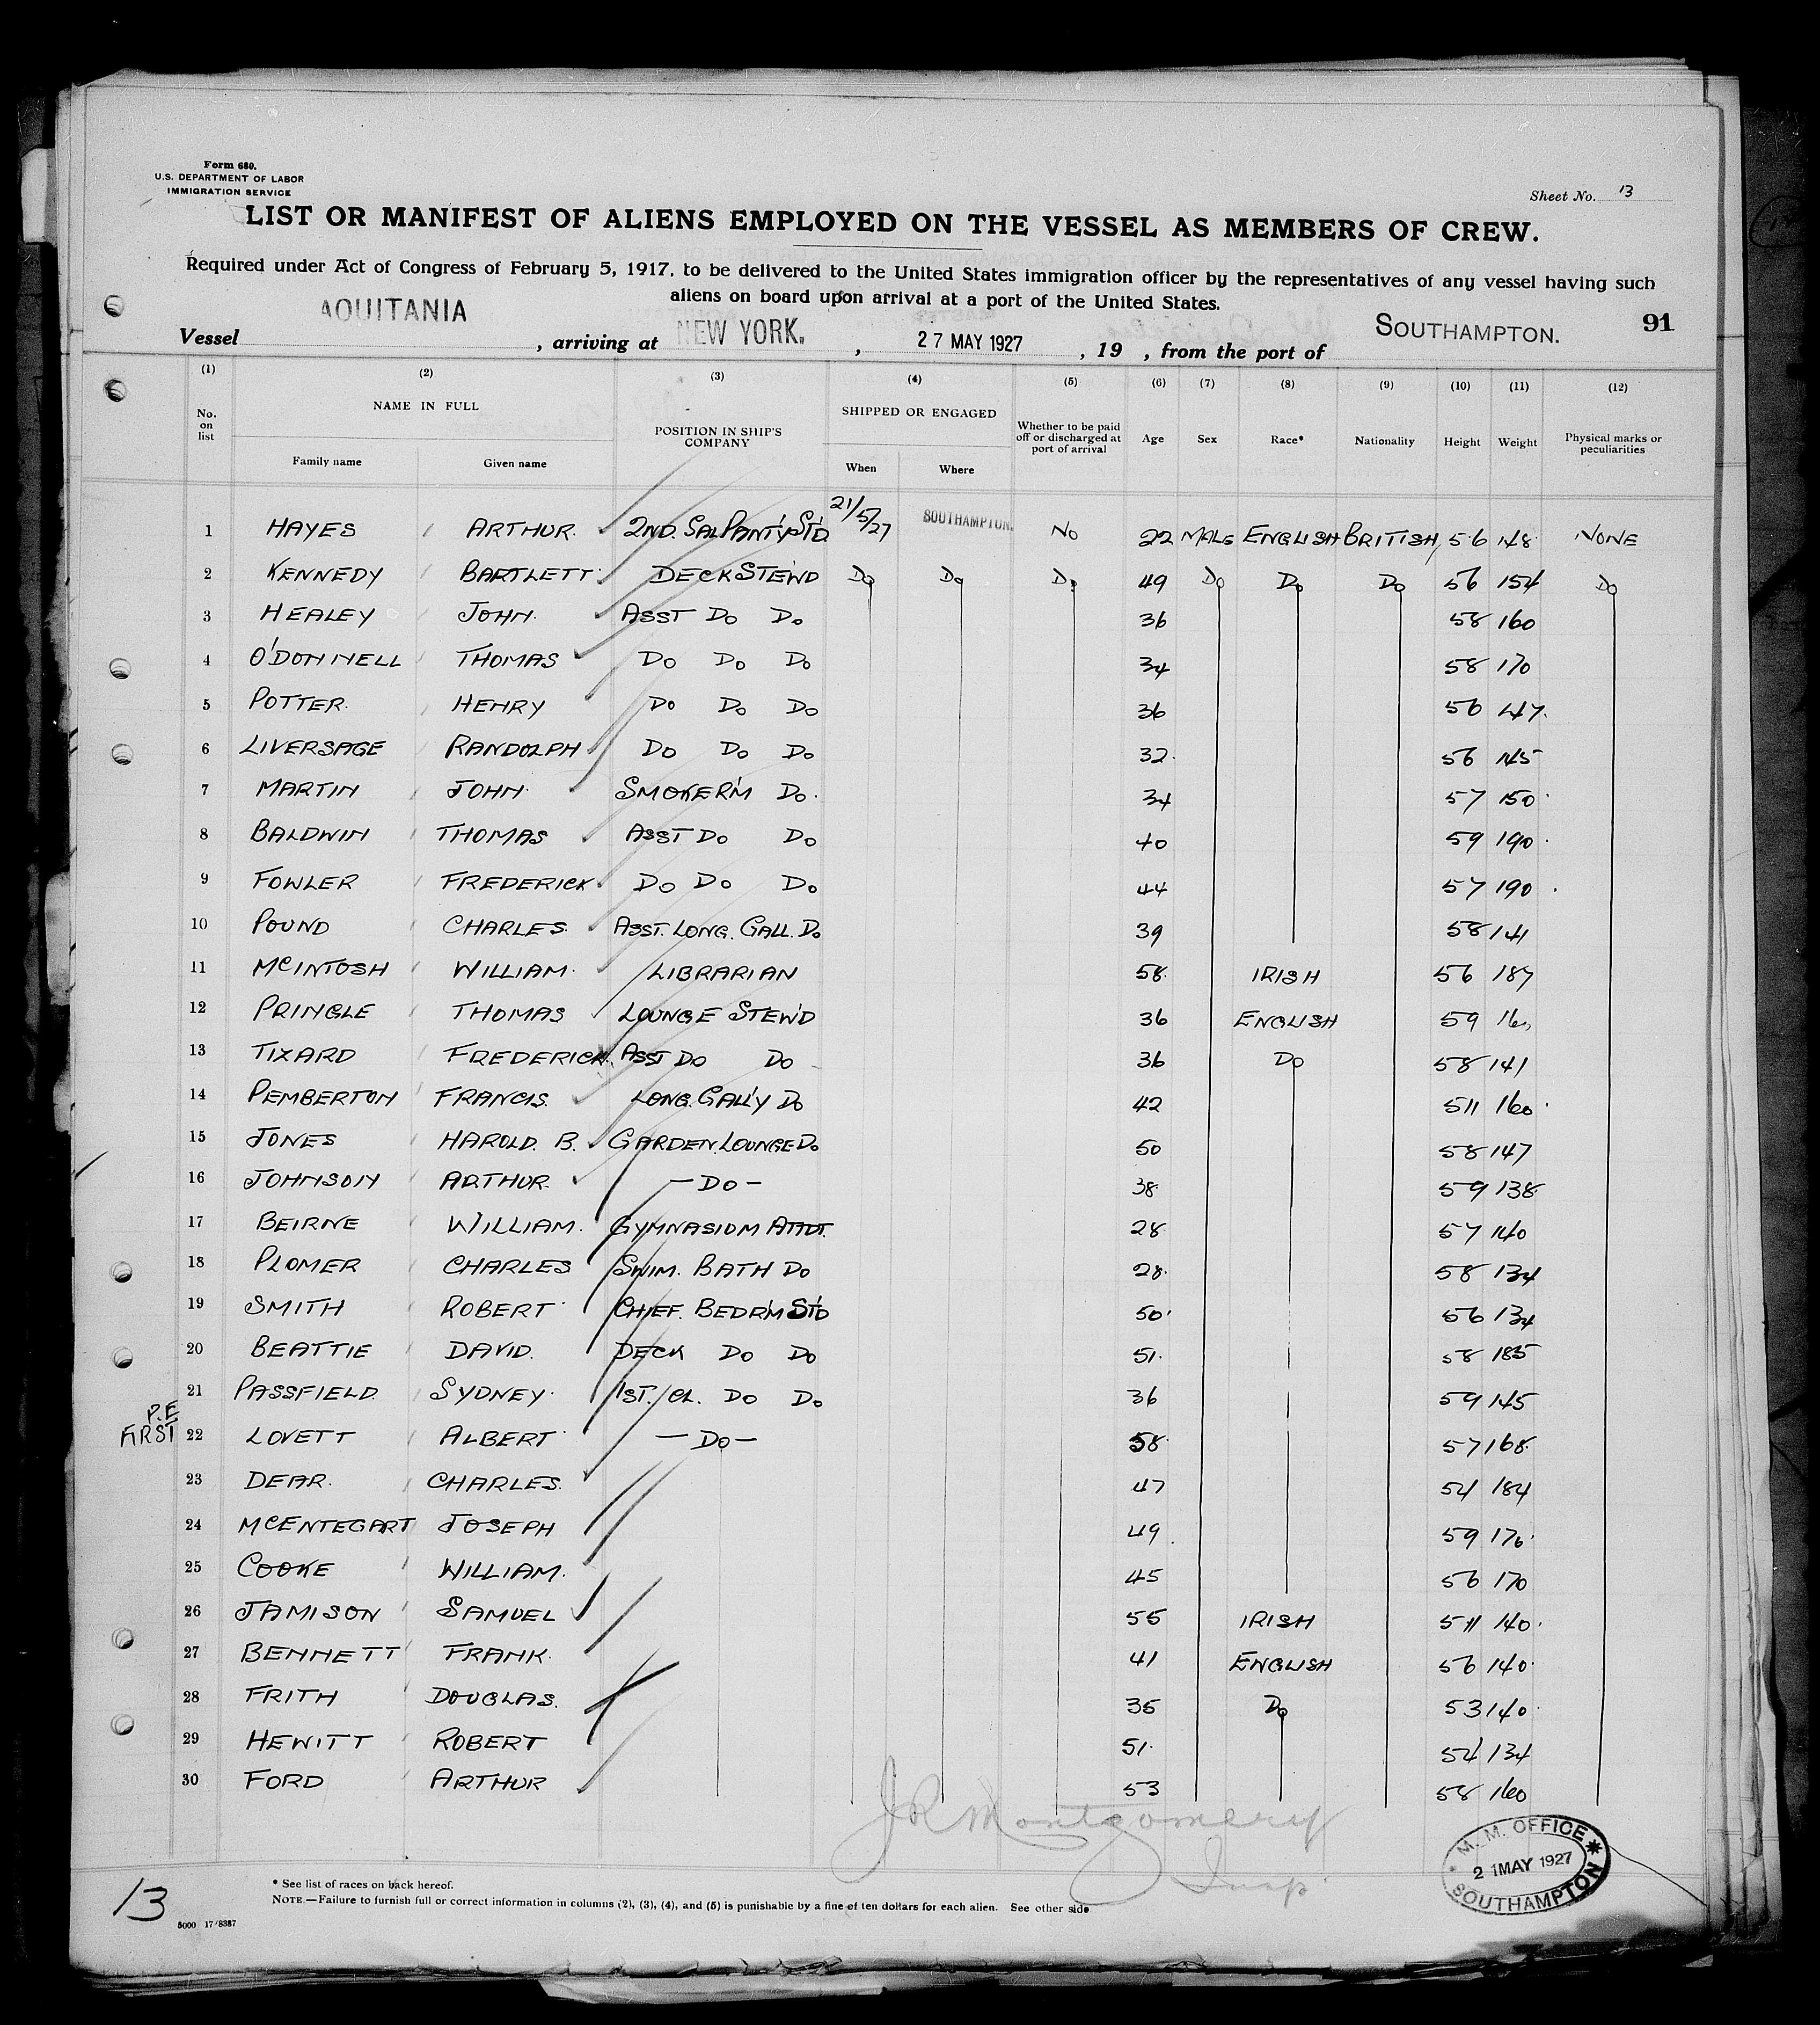 Form 680.
U.S. DEPARTMENT OF LABOR
IMMIGRATION SERVICE
Sheet No. 13
LIST OR MANIFEST OF ALIENS EMPLOYED ON THE VESSEL AS MEMBERS OF CREW.
Required under Act of Congress of February 5, 1917, to be delivered to the United States immigration officer by the representatives of any vessel having such
aliens on board upon arrival at a port of the United States.
91
Vessel AQUITANIA, arriving at NEW YORK., 27 MAY 1927, 19 , from the port of SOUTHAMPTON.
(1) (2) (3) (4) (5) (6) (7) (8) (9) (10) (11) (12)
No. on list NAME IN FULL Family name Given name POSITION IN SHIP'S COMPANY SHIPPED OR ENGAGED When Where Whether to be paid off or discharged at port of arrival Age Sex Race* Nationality Height Weight Physical marks or peculiarities
1 HAYES ARTHUR. 2ND. SAL PANT'Y ST'D. 21/5/27 SOUTHAMPTON. NO 22 MALE ENGLISH BRITISH 5·6 148 NONE
2 KENNEDY BARTLETT. DECK STE'WD DO DO DO 49 DO DO DO 56 154 DO
3 HEALEY JOHN. ASST DO DO 36 58 160
4 O'DONNELL THOMAS DO DO DO 34 58 170
5 POTTER. HENRY DO DO DO 36 56 147.
6 LIVERSAGE RANDOLPH DO DO DO 32. 56 145
7 MARTIN JOHN. SMOKER'M DO. 34 57 150
8 BALDWIN THOMAS ASST DO DO 40 59 190
9 FOWLER FREDERICK. DO DO DO 44 57 190
10 POUND CHARLES. ASST. LONG. GALL. DO 39 58 141
11 MCINTOSH WILLIAM. LIBRARIAN 58. IRISH 56 187
12 PRINGLE THOMAS LOUNGE STEW'D 36 ENGLISH 59
13 TIZARD FREDERICK. ASST DO DO 36 DO 58 141
14 PEMBERTON FRANCIS. LONG. GALL'Y DO 42 511 160
15 JONES HAROLD. B. GARDEN. LOUNGE DO 50 58 147
16 JOHNSON ARTHUR. — DO — 38. 59 138
17 BEIRNE WILLIAM. GYMNASIUM ATTDT. 28. 57 140
18 PLOMER CHARLES SWIM. BATH DO 28. 58 134
19 SMITH ROBERT CHIEF. BEDR'M ST'D 50. 56 134
20 BEATTIE DAVID. DECK DO DO 51. 58 185
21 PASSFIELD. SYDNEY. 1ST. CL. DO DO 36 59 145
P.E
FIRST 22 LOVETT ALBERT — DO — 58. 57 168
23 DEAR. CHARLES. 47 54 184
24 MCENTEGART JOSEPH 49. 59 176
25 COOKE WILLIAM. 45 56 170
26 JAMISON SAMUEL 55 IRISH 511 140
27 BENNETT FRANK. 41 ENGLISH 56 140
28 FRITH DOUGLAS. 35 DO 53 140
29 HEWITT ROBERT 51. 54 134
30 FORD ARTHUR 53 58 160
J R Montgomery
Insp
M. M. OFFICE
21 MAY 1927
SOUTHAMPTON
13
* See list of races on back hereof.
NOTE.—Failure to furnish full or correct information in columns (2), (3), (4), and (5) is punishable by a fine of ten dollars for each alien. See other side
5000 17/8387